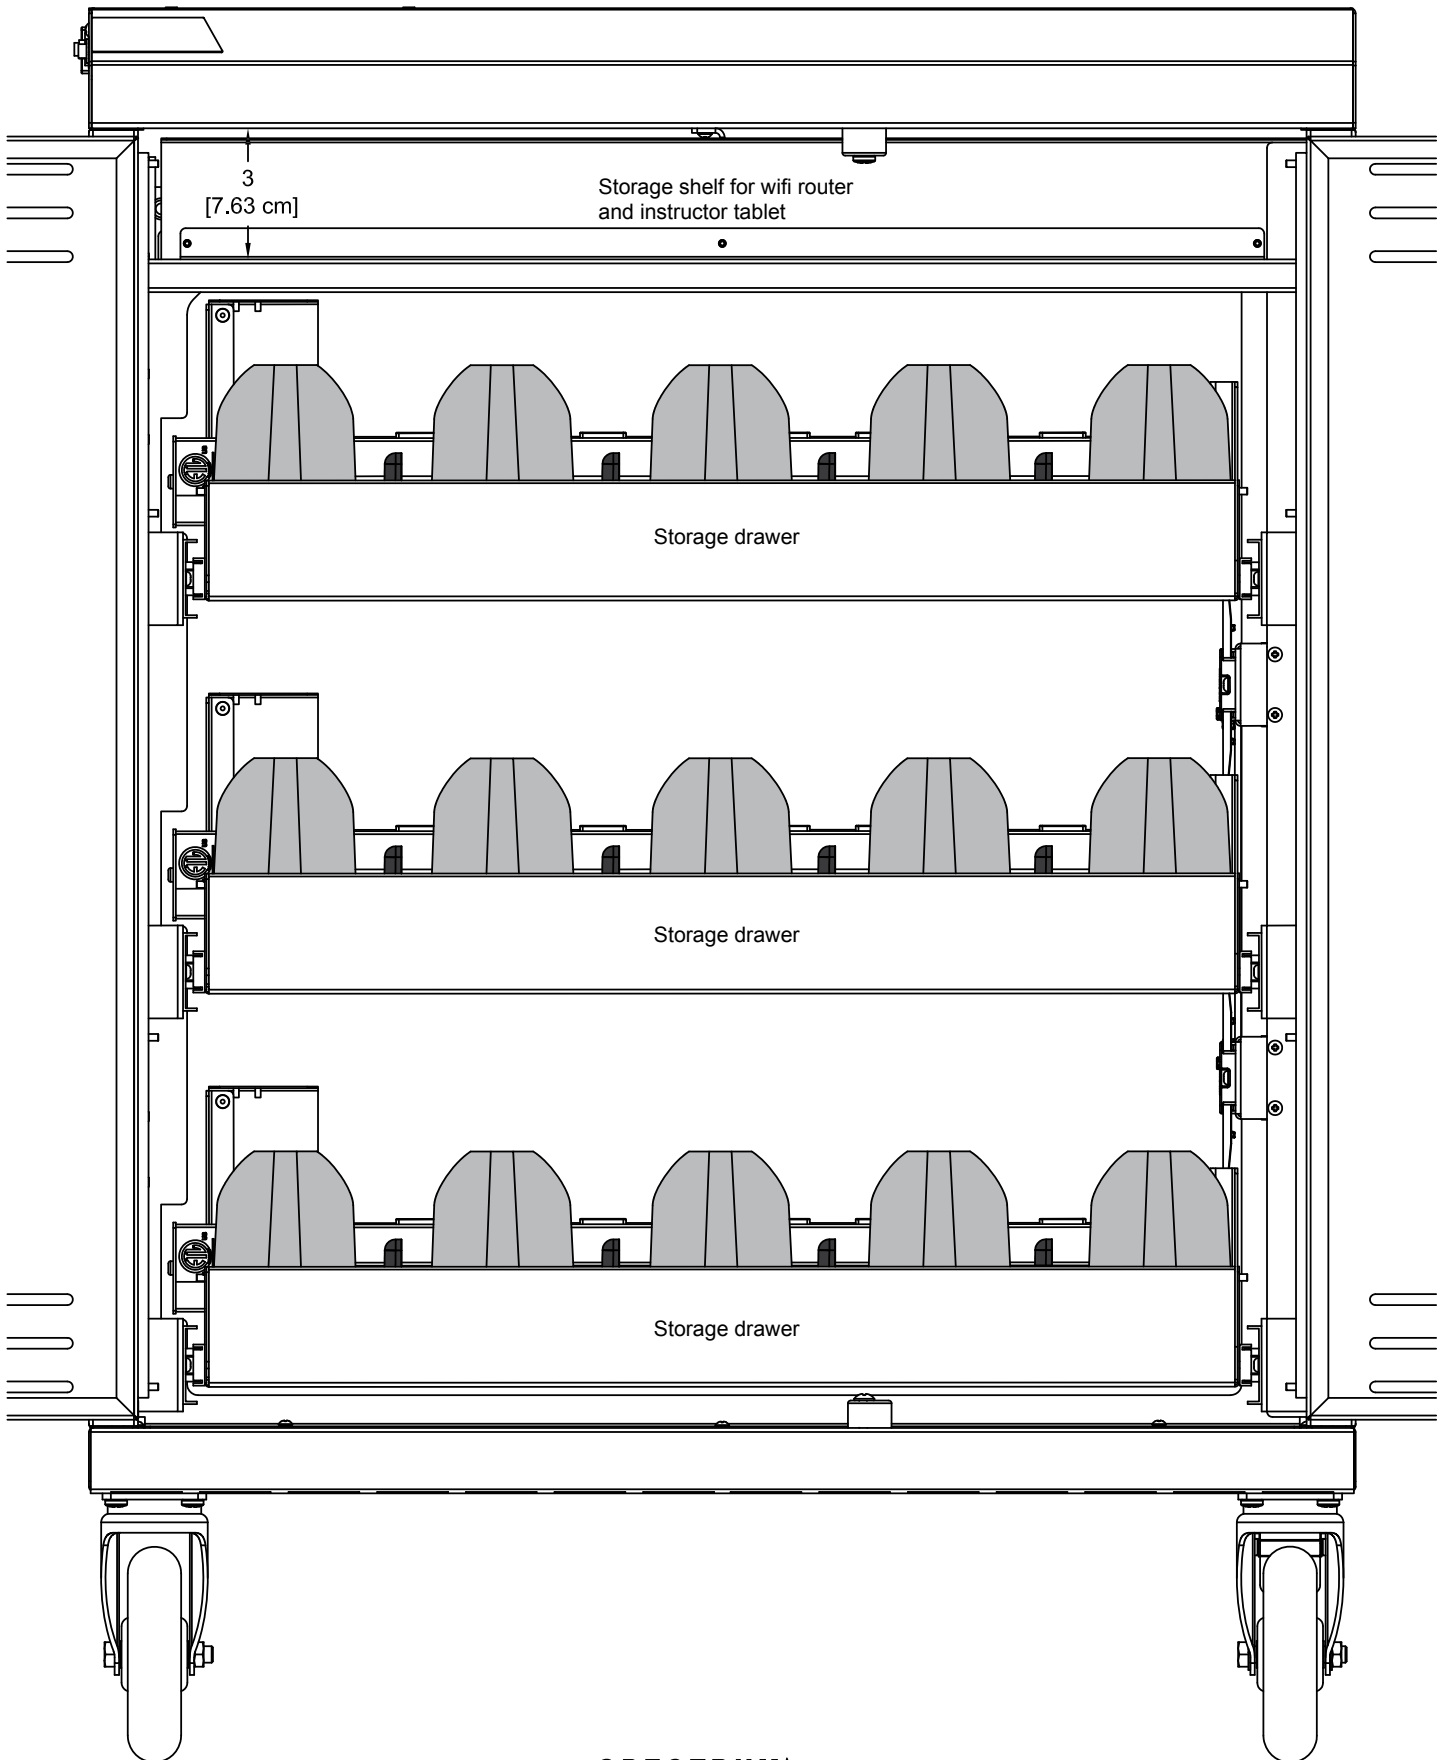 3
[7.63 cm]
Storage shelf for wifi router
and instructor tablet
Storage drawer
Storage drawer
Storage drawer